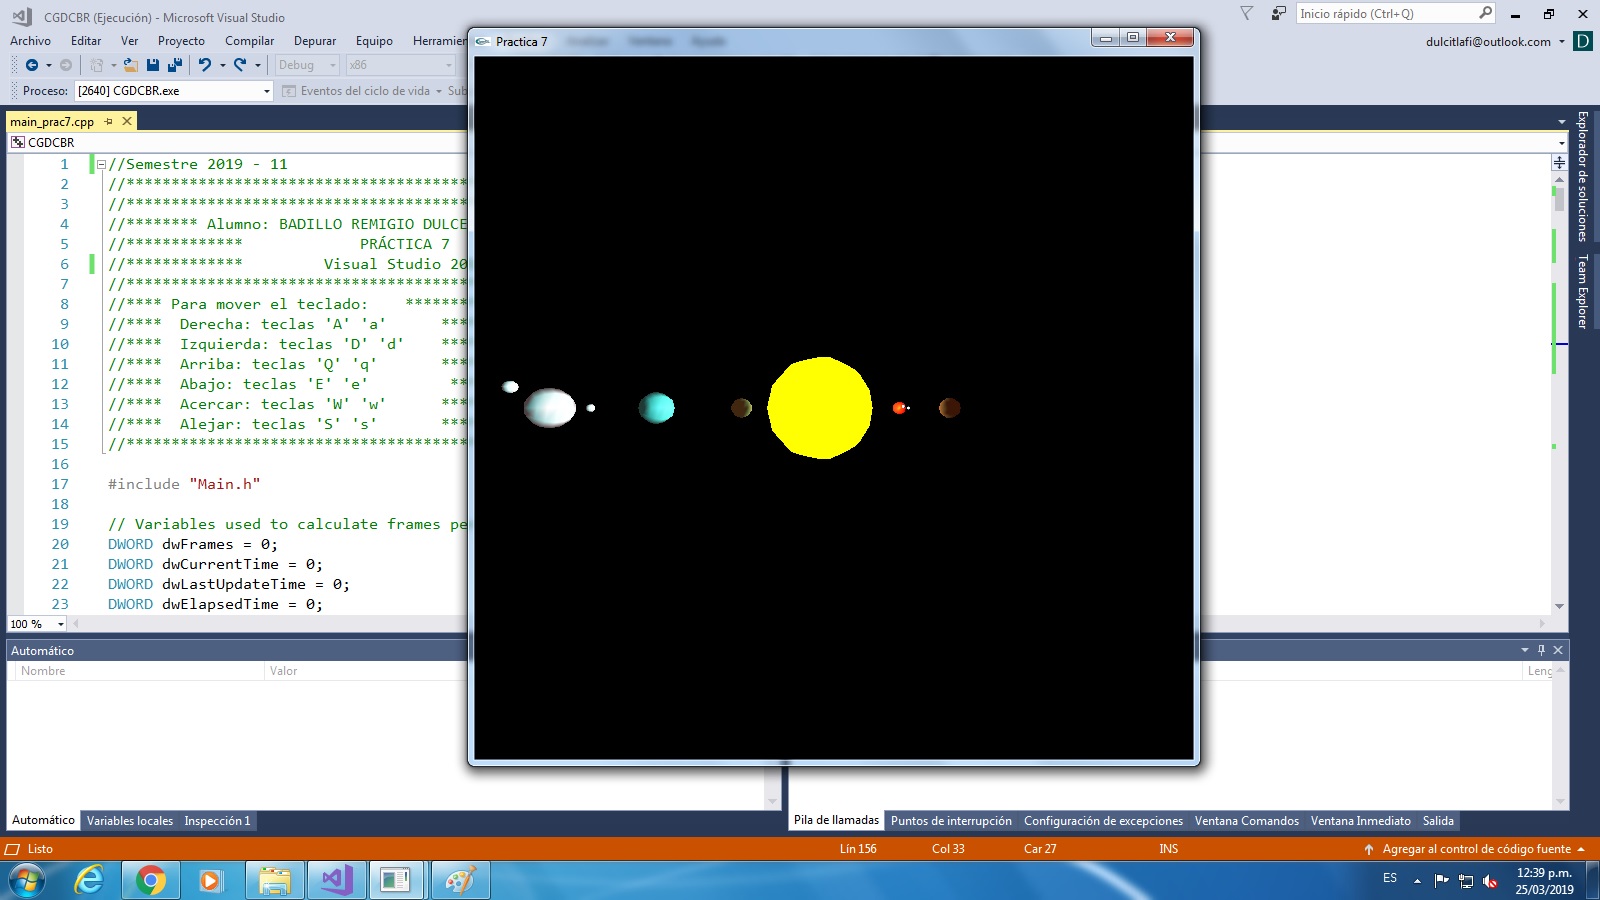 CGDCBR (Ejecución) - Microsoft Visual Studio
Inicio rápido (Ctrl+Q)
Archivo Editar Ver Proyecto Compilar Depurar Equipo Herramien
dulcitlafi@outlook.com D
Debug x86
Proceso: [2640] CGDCBR.exe Eventos del ciclo de vida Sub
main_prac7.cpp
CGDCBR
Practica 7
1 //Semestre 2019 - 11
2 //****************************************
3 //****************************************
4 //******** Alumno: BADILLO REMIGIO DULCE
5 //************* PRÁCTICA 7
6 //************* Visual Studio 20
7 //****************************************
8 //**** Para mover el teclado: *******
9 //**** Derecha: teclas 'A' 'a' ***
10 //**** Izquierda: teclas 'D' 'd' ***
11 //**** Arriba: teclas 'Q' 'q' ***
12 //**** Abajo: teclas 'E' 'e' **
13 //**** Acercar: teclas 'W' 'w' ***
14 //**** Alejar: teclas 'S' 's' ***
15 //****************************************
16
17 #include "Main.h"
18
19 // Variables used to calculate frames pe
20 DWORD dwFrames = 0;
21 DWORD dwCurrentTime = 0;
22 DWORD dwLastUpdateTime = 0;
23 DWORD dwElapsedTime = 0;
100 %
Explorador de soluciones
Team Explorer
Automático
Nombre Valor
Leng
Automático Variables locales Inspección 1
Pila de llamadas Puntos de interrupción Configuración de excepciones Ventana Comandos Ventana Inmediato Salida
Listo Lín 156 Col 33 Car 27 INS Agregar al control de código fuente
ES
12:39 p.m.
25/03/2019